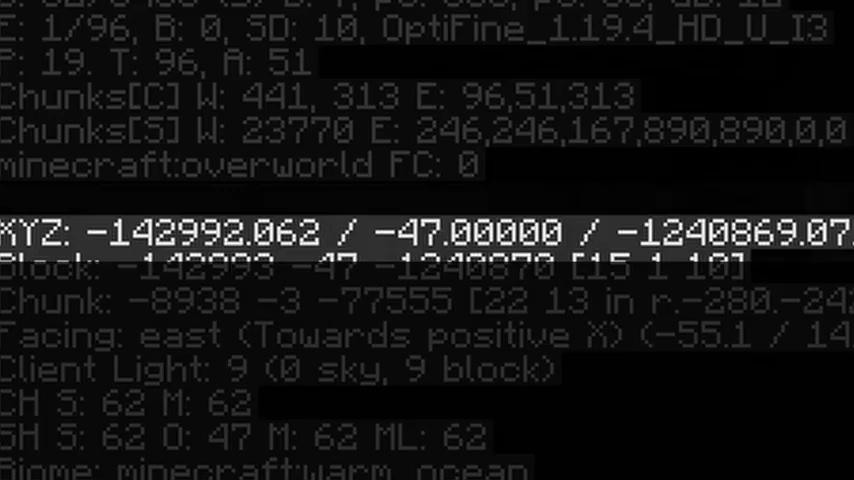 E: 1/96, B: 0, SD: 10, OptiFine_1.19.4_HD_U_I3
P: 19. T: 96, A: 51
Chunks[C] W: 441, 313 E: 96,51,313
Chunks[S] W: 23770 E: 246,246,167,890,890,0,0
minecraft:overworld FC: 0
XYZ: -142992.062 / -47.00000 / -1240869.07
Block: -142993 -47 -1240870 [15 1 10]
Chunk: -8938 -3 -77555 [22 13 in r.-280.-242
Facing: east (Towards positive X) (-55.1 / 14
Client Light: 9 (0 sky, 9 block)
CH S: 62 M: 62
SH S: 62 O: 47 M: 62 ML: 62
Biome: minecraft:warm_ocean